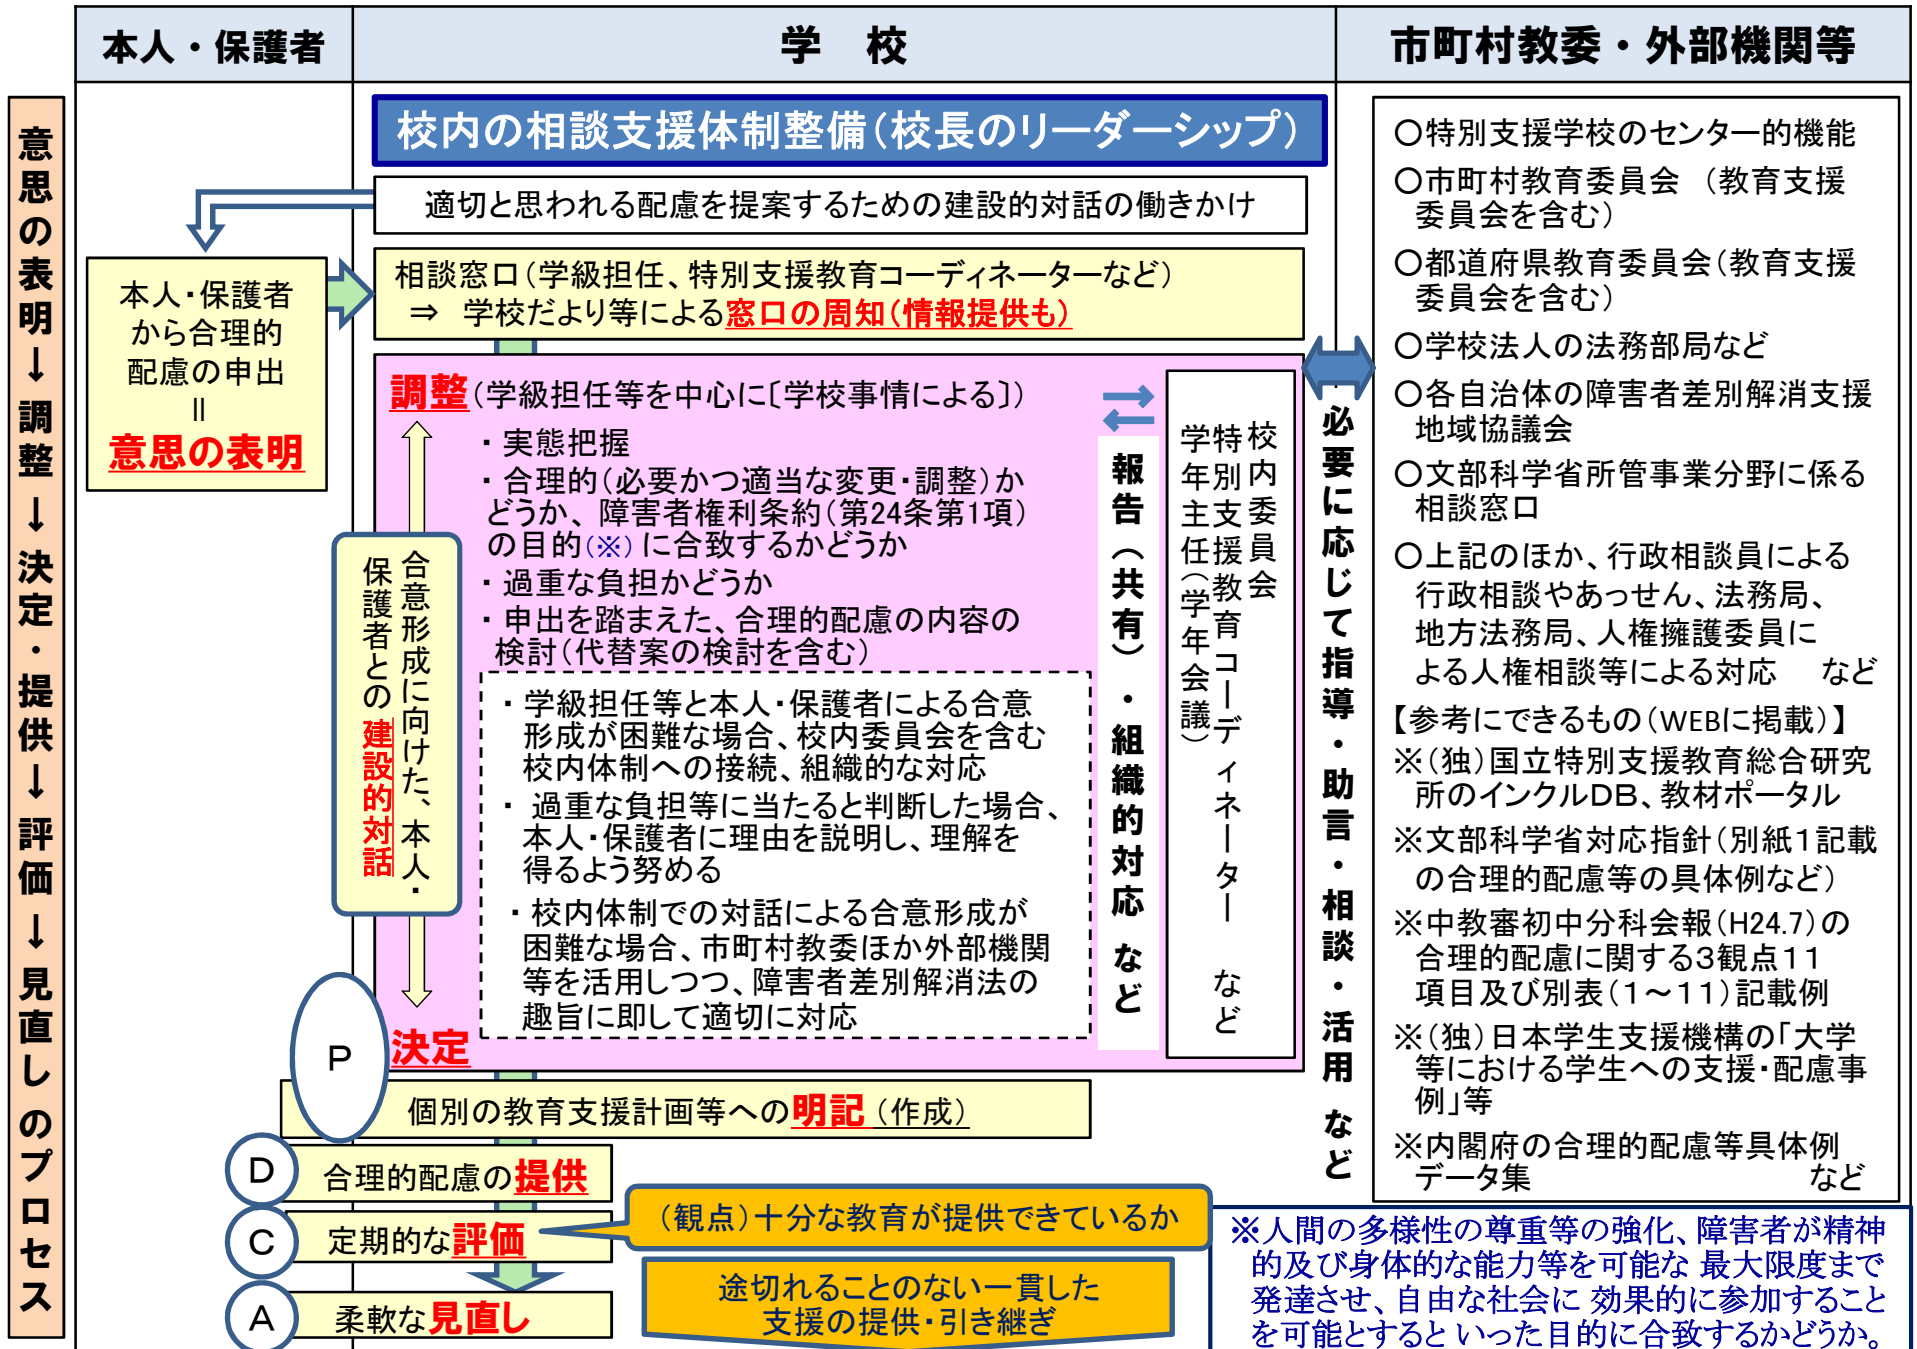 本人・保護者
学　校
市町村教委・外部機関等
意思の表明→調整→決定・提供→評価→見直しのプロセス
校内の相談支援体制整備(校長のリーダーシップ)
適切と思われる配慮を提案するための建設的対話の働きかけ
本人・保護者
から合理的
配慮の申出
＝
意思の表明
相談窓口(学級担任、特別支援教育コーディネーターなど)
⇒　学校だより等による窓口の周知(情報提供も)
調整(学級担任等を中心に〔学校事情による〕)
・実態把握
・合理的(必要かつ適当な変更・調整)か
どうか、障害者権利条約(第24条第1項)
の目的(※)に合致するかどうか
・過重な負担かどうか
・申出を踏まえた、合理的配慮の内容の
検討(代替案の検討を含む)
・学級担任等と本人・保護者による合意
形成が困難な場合、校内委員会を含む
校内体制への接続、組織的な対応
・過重な負担等に当たると判断した場合、
本人・保護者に理由を説明し、理解を
得るよう努める
・校内体制での対話による合意形成が
困難な場合、市町村教委ほか外部機関
等を活用しつつ、障害者差別解消法の
趣旨に即して適切に対応
決定
合意形成に向けた、本人・
保護者との建設的対話
報告(共有)・組織的対応　など
校内委員会
特別支援教育コーディネーター　など
学年主任(学年会議)
必要に応じて指導・助言・相談・活用　など
P
個別の教育支援計画等への明記(作成)
D
合理的配慮の提供
C
定期的な評価
(観点)十分な教育が提供できているか
A
柔軟な見直し
途切れることのない一貫した
支援の提供・引き継ぎ
○特別支援学校のセンター的機能
○市町村教育委員会　(教育支援
委員会を含む)
○都道府県教育委員会(教育支援
委員会を含む)
○学校法人の法務部局など
○各自治体の障害者差別解消支援
地域協議会
○文部科学省所管事業分野に係る
相談窓口
○上記のほか、行政相談員による
行政相談やあっせん、法務局、
地方法務局、人権擁護委員に
よる人権相談等による対応　など
【参考にできるもの(WEBに掲載)】
※(独)国立特別支援教育総合研究
所のインクルDB、教材ポータル
※文部科学省対応指針(別紙1記載
の合理的配慮等の具体例など)
※中教審初中分科会報(H24.7)の
合理的配慮に関する3観点11
項目及び別表(1～11)記載例
※(独)日本学生支援機構の「大学
等における学生への支援・配慮事
例」等
※内閣府の合理的配慮等具体例
データ集　　など
※人間の多様性の尊重等の強化、障害者が精神
的及び身体的な能力等を可能な 最大限度まで
発達させ、自由な社会に 効果的に参加すること
を可能とすると いった目的に合致するかどうか。